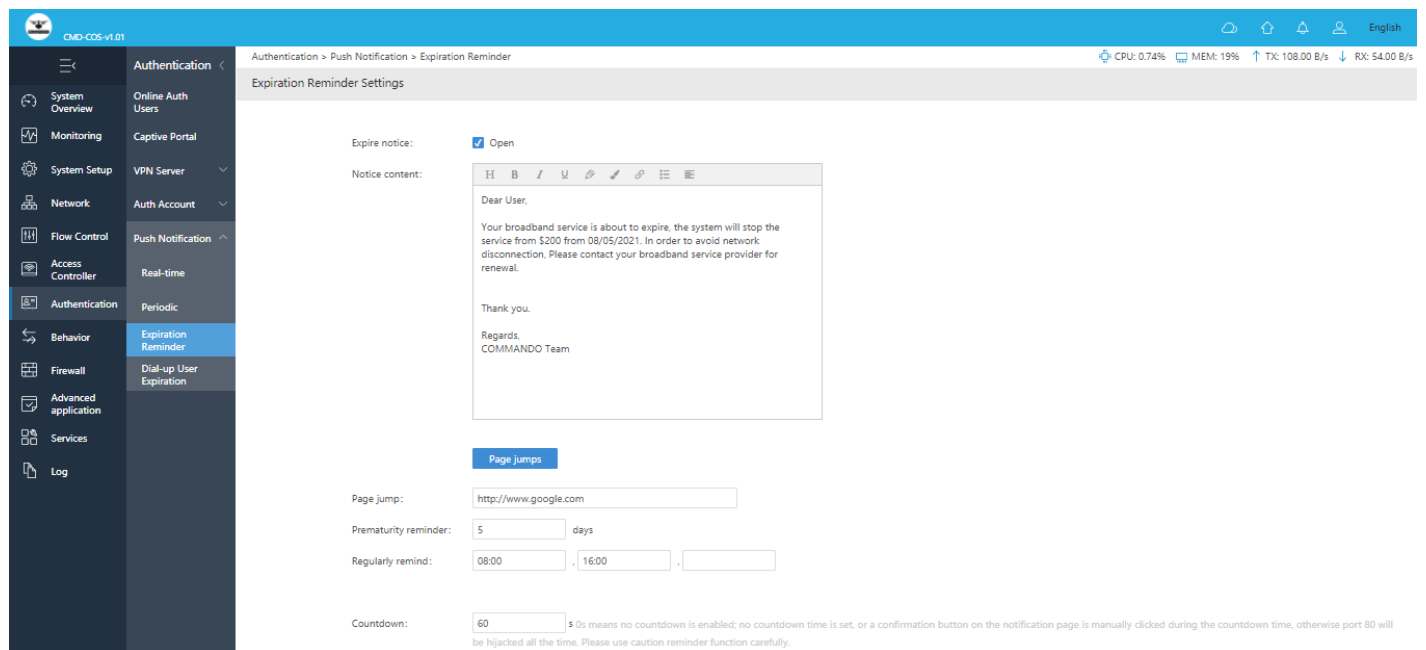 CMD-COS-v1.01
English
Authentication
Authentication > Push Notification > Expiration Reminder
CPU: 0.74%
MEM: 19%
TX: 108.00 B/s
RX: 54.00 B/s
Expiration Reminder Settings
System
Overview
Monitoring
System Setup
Network
Flow Control
Access
Controller
Authentication
Behavior
Firewall
Advanced
application
Services
Log
Online Auth
Users
Captive Portal
VPN Server
Auth Account
Push Notification
Real-time
Periodic
Expiration
Reminder
Dial-up User
Expiration
Expire notice: Open
Notice content:
H B I U
Dear User,
Your broadband service is about to expire, the system will stop the
service from $200 from 08/05/2021. In order to avoid network
disconnection, Please contact your broadband service provider for
renewal.
Thank you.
Regards,
COMMANDO Team
Page jumps
Page jump: http://www.google.com
Prematurity reminder: 5 days
Regularly remind: 08:00 , 16:00 ,
Countdown: 60 s 0s means no countdown is enabled; no countdown time is set, or a confirmation button on the notification page is manually clicked during the countdown time, otherwise port 80 will
be hijacked all the time. Please use caution reminder function carefully.